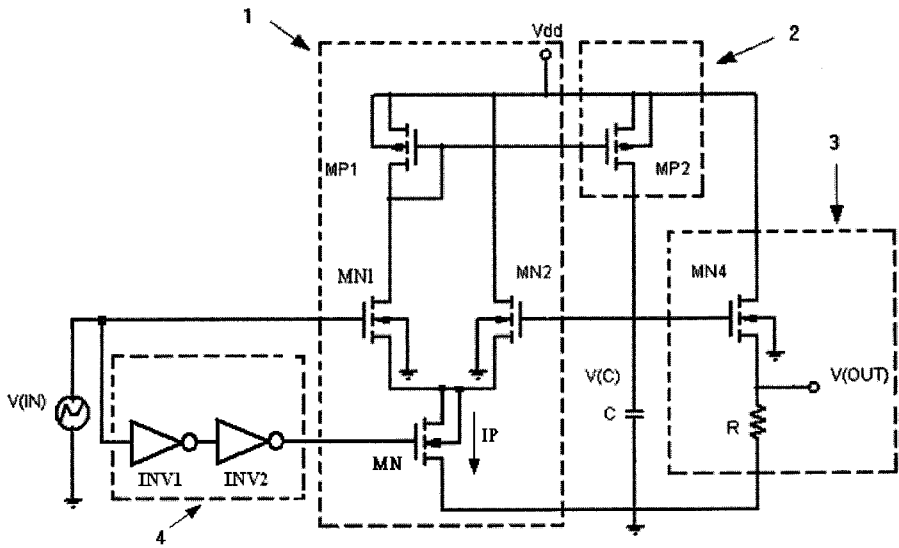 1
Vdd
2
MP1
MP2
3
MN1
MN2
MN4
V(IN)
V(C)
V(OUT)
C
R
IP
INV1
INV2
MN
4